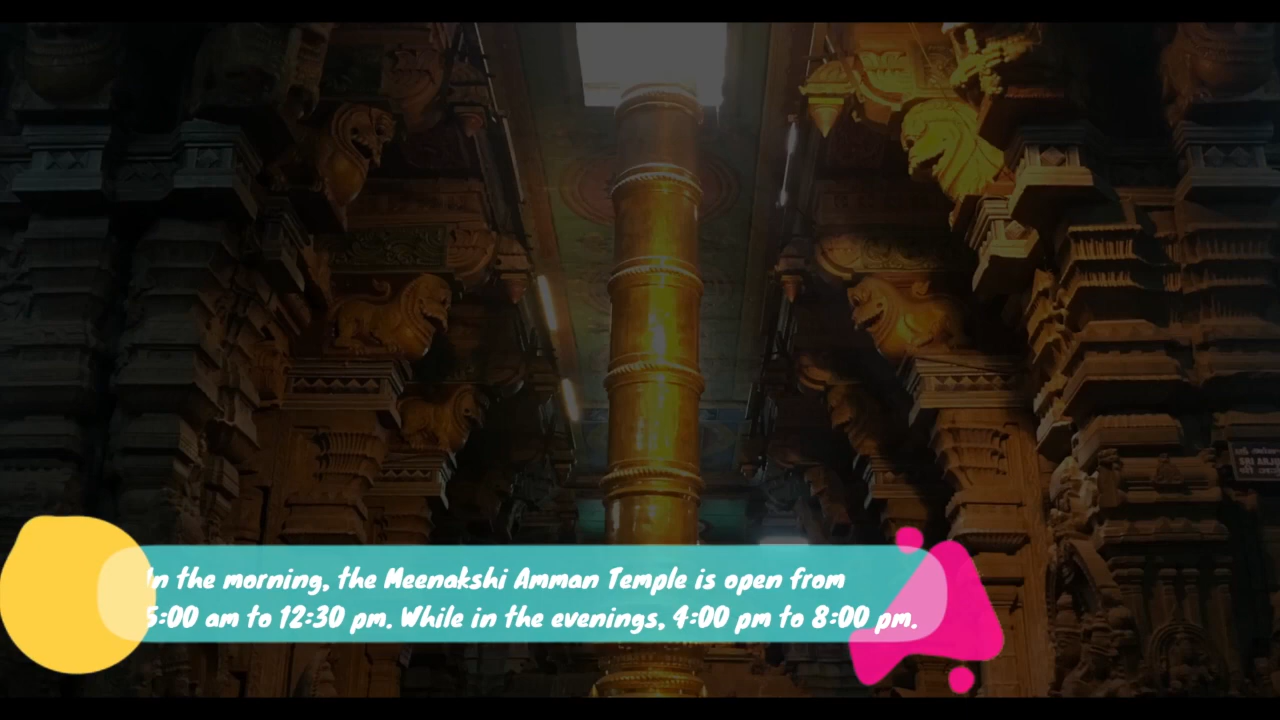 In the morning, the Meenakshi Amman Temple is open from
5:00 am to 12:30 pm. While in the evenings, 4:00 pm to 8:00 pm.